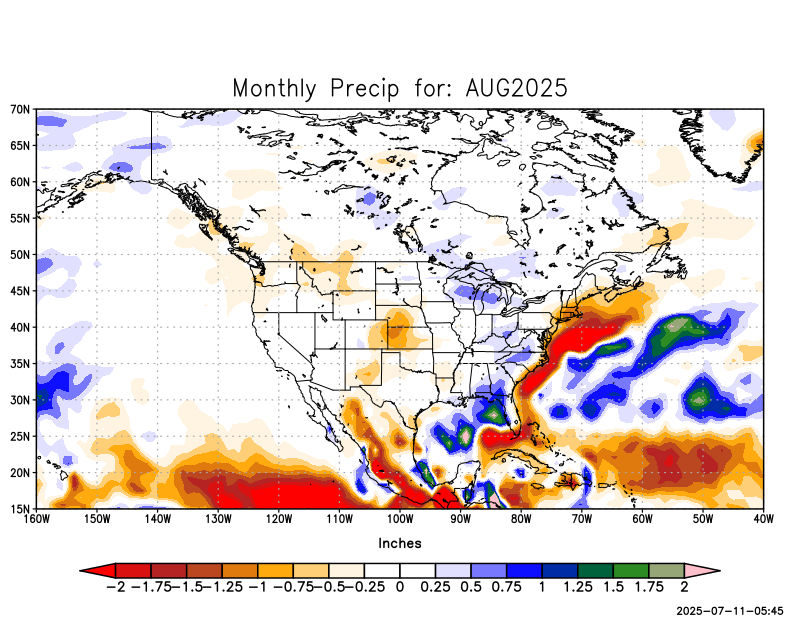 Monthly Precip for: AUG2025
70N
65N
60N
55N
50N
45N
40N
35N
30N
25N
20N
15N
160W 150W 140W 130W 120W 110W 100W 90W 80W 70W 60W 50W 40W
Inches
-2 -1.75 -1.5 -1.25 -1 -0.75 -0.5 -0.25 0 0.25 0.5 0.75 1 1.25 1.5 1.75 2
2025-07-11-05:45